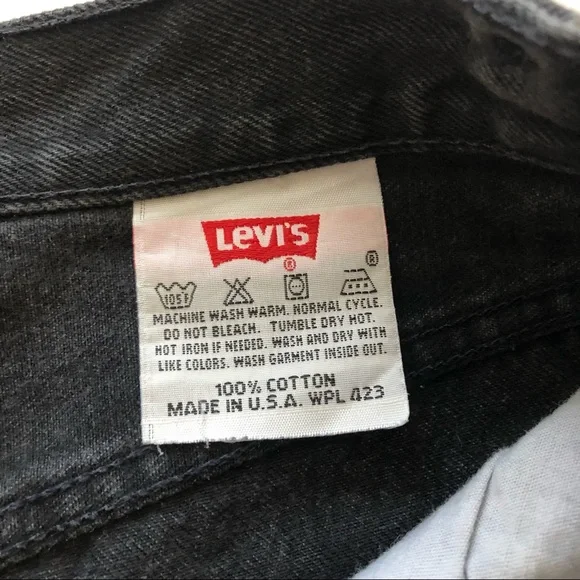 Levi's
®
®
105F
MACHINE WASH WARM. NORMAL CYCLE.
DO NOT BLEACH. TUMBLE DRY HOT.
HOT IRON IF NEEDED. WASH AND DRY WITH
LIKE COLORS. WASH GARMENT INSIDE OUT.
100% COTTON
MADE IN U.S.A. WPL 423